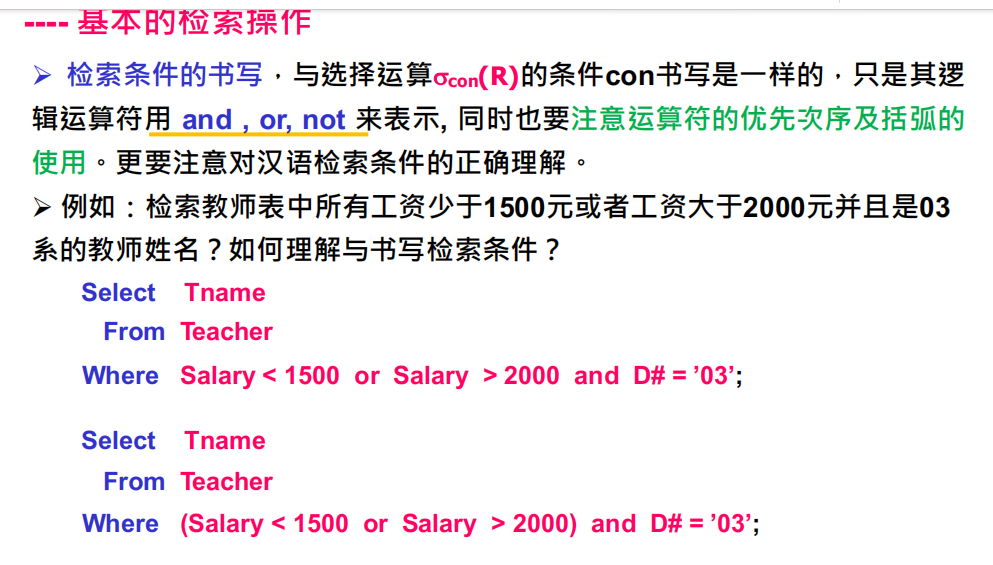 ---- 基本的检索操作
➢ 检索条件的书写，与选择运算σcon(R)的条件con书写是一样的，只是其逻
辑运算符用 and , or, not 来表示, 同时也要注意运算符的优先次序及括弧的
使用。更要注意对汉语检索条件的正确理解。
➢ 例如：检索教师表中所有工资少于1500元或者工资大于2000元并且是03
系的教师姓名？如何理解与书写检索条件？
Select Tname
From Teacher
Where Salary < 1500 or Salary > 2000 and D# = ’03’;
Select Tname
From Teacher
Where (Salary < 1500 or Salary > 2000) and D# = ’03’;